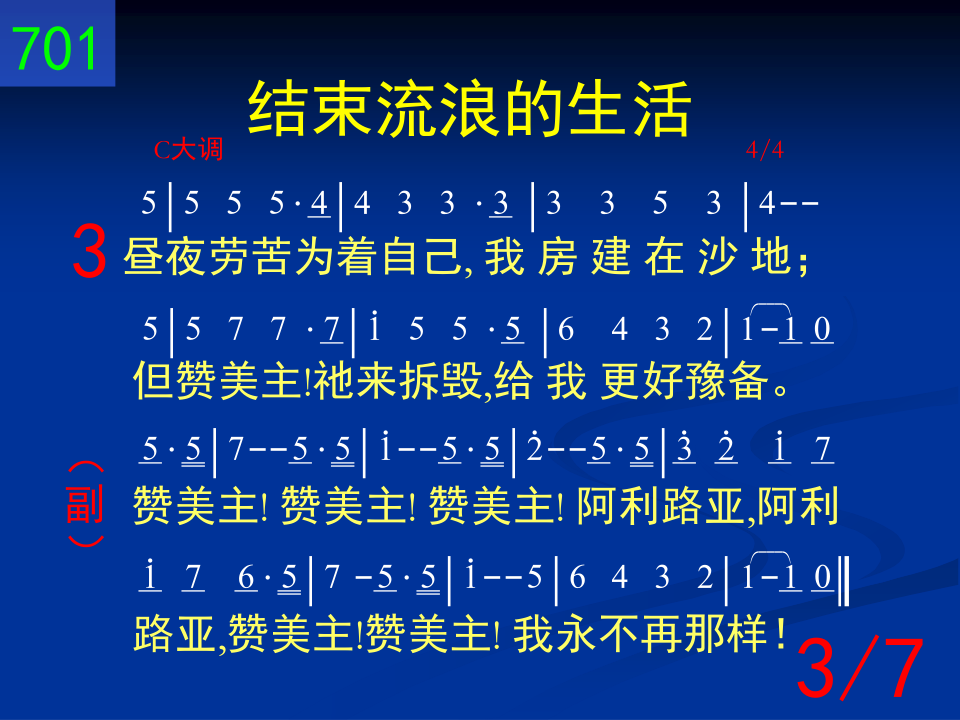 701
结束流浪的生活
C大调 4/4
5|5 5 5·4|4 3 3·3|3 3 5 3|4--
3 昼夜劳苦为着自己,我房建在沙地；
5|5 7 7·7|i 5 5·5|6 4 3 2|1-1 0
但赞美主!祂来拆毁,给我更好豫备。
5·5|7--5·5|i--5·5|2̇--5·5|3̇ 2̇ i 7
（副） 赞美主!赞美主!赞美主!阿利路亚,阿利
i 7 6·5|7-5·5|i--5|6 4 3 2|1-1 0‖
路亚,赞美主!赞美主!我永不再那样！
3/7